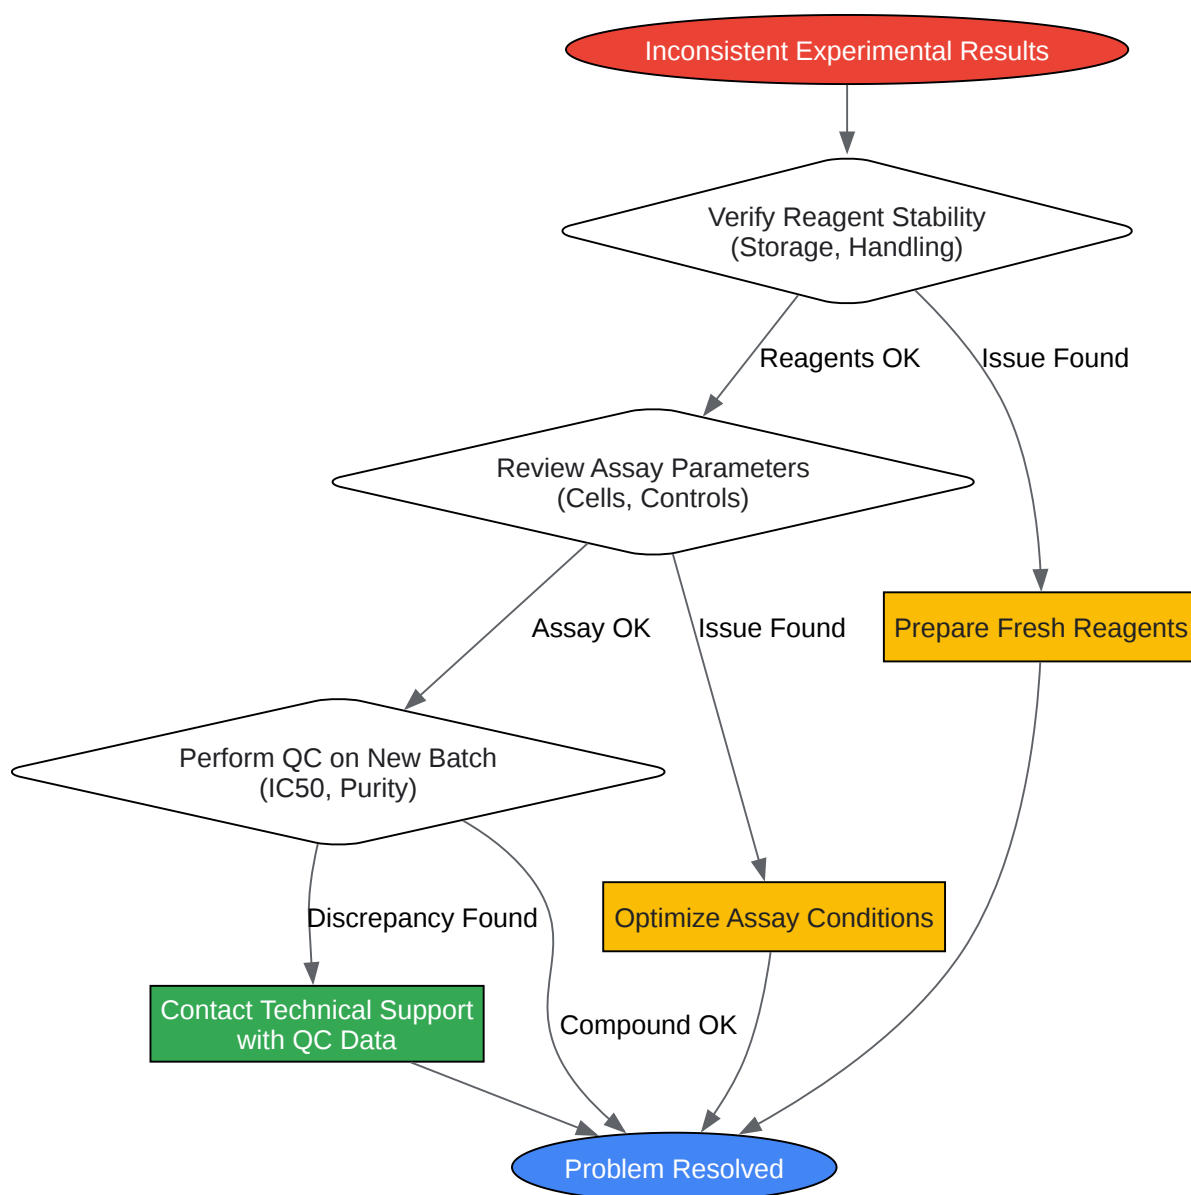 Inconsistent Experimental Results
Verify Reagent Stability
(Storage, Handling)
Reagents OK
Issue Found
Review Assay Parameters
(Cells, Controls)
Assay OK
Issue Found
Prepare Fresh Reagents
Perform QC on New Batch
(IC50, Purity)
Discrepancy Found
Optimize Assay Conditions
Contact Technical Support
with QC Data
Compound OK
Problem Resolved